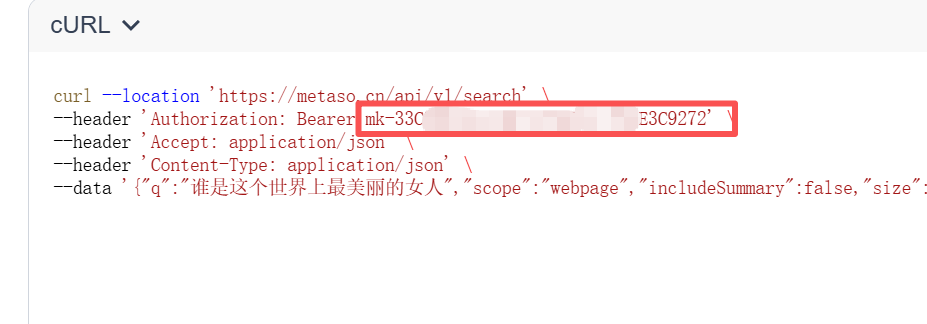 cURL
curl --location 'https://metaso.cn/api/v1/search' \
--header 'Authorization: Bearer mk-33C E3C9272' \
--header 'Accept: application/json \
--header 'Content-Type: application/json' \
--data '{"q":"谁是这个世界上最美丽的女人","scope":"webpage","includeSummary":false,"size":